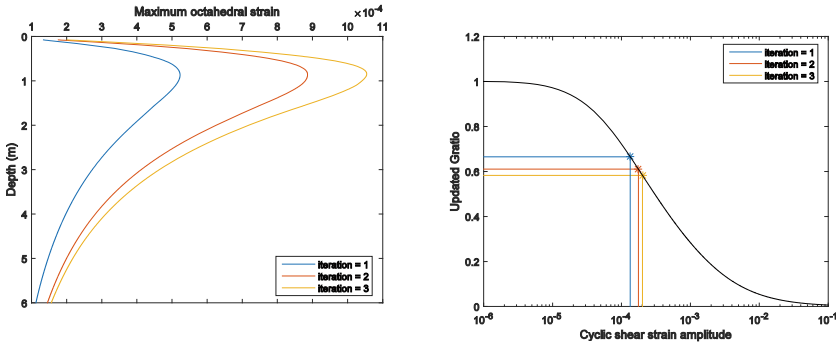 Maximum octahedral strain
×10⁻⁴
1 2 3 4 5 6 7 8 9 10 11
0
1
2
3
4
5
6
Depth (m)
iteration = 1
iteration = 2
iteration = 3
1.2
1
0.8
0.6
0.4
0.2
0
Updated Gratio
iteration = 1
iteration = 2
iteration = 3
10⁻⁶ 10⁻⁵ 10⁻⁴ 10⁻³ 10⁻² 10⁻¹
Cyclic shear strain amplitude